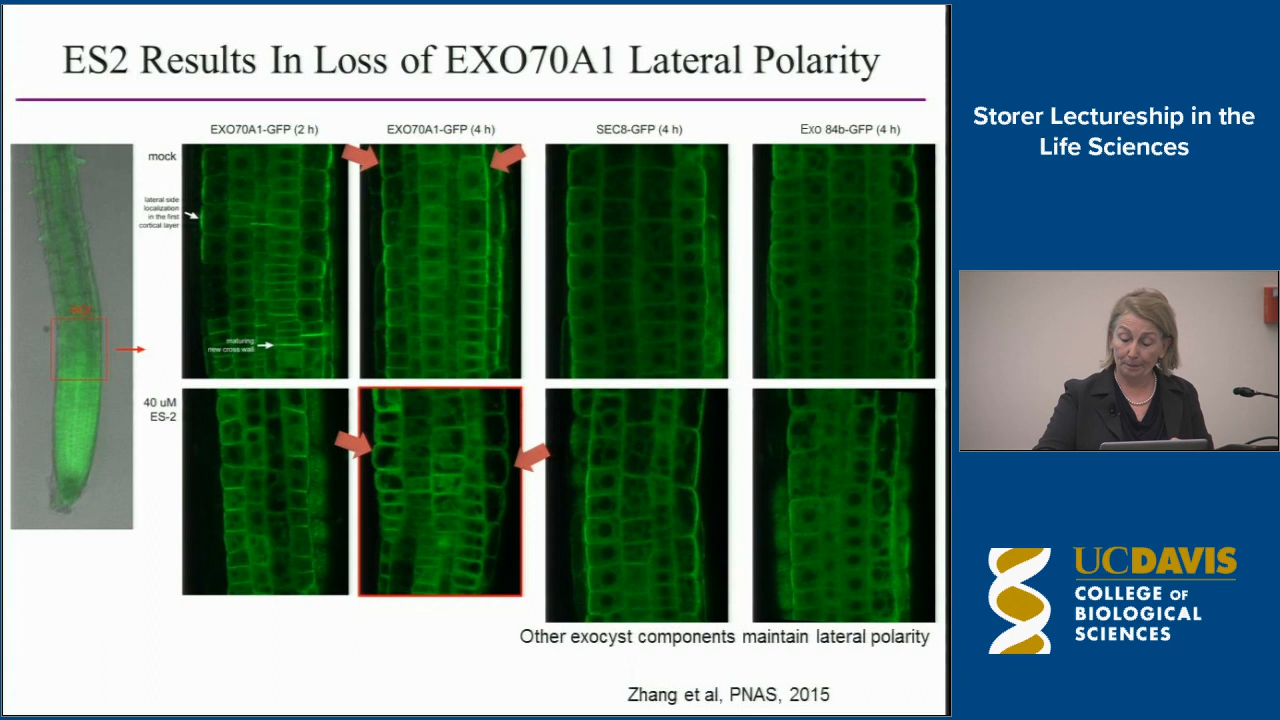 ES2 Results In Loss of EXO70A1 Lateral Polarity
EXO70A1-GFP (2 h)
EXO70A1-GFP (4 h)
SEC8-GFP (4 h)
Exo 84b-GFP (4 h)
mock
lateral side
localization
in the first
cortical layer
maturing
new cross wall
40 uM
ES-2
Other exocyst components maintain lateral polarity
Zhang et al, PNAS, 2015
Storer Lectureship in the
Life Sciences
UCDAVIS
COLLEGE OF
BIOLOGICAL
SCIENCES